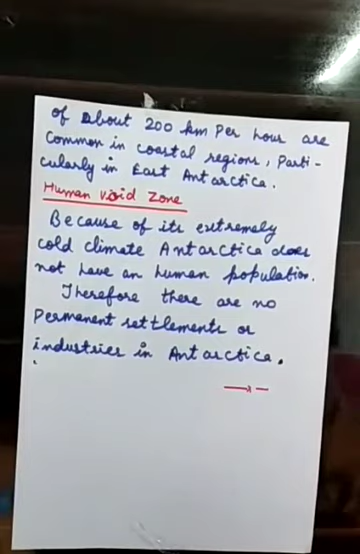 of about 200 km Per hour are
common in coastal regions, Parti-
cularly in East Antarctica.
Human void Zone
Because of its extremely
cold climate Antarctica does
not have an human population.
Therefore there are no
Permanent settlements or
industries in Antarctica.